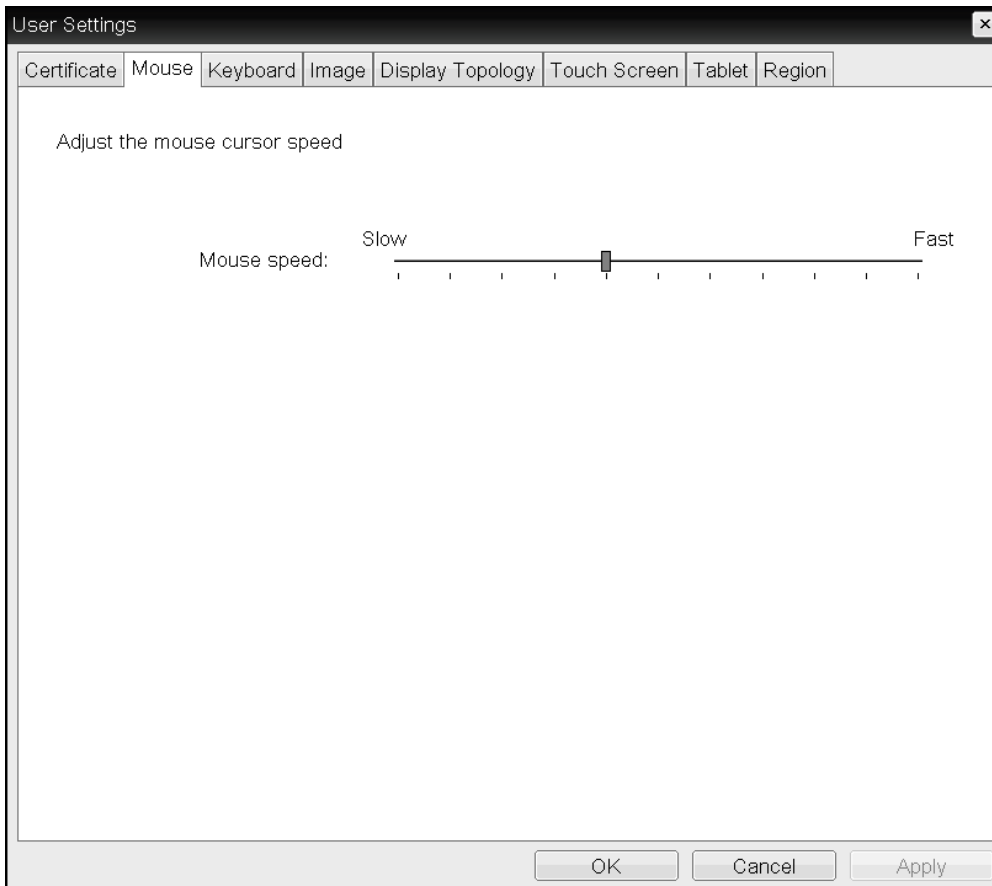 User Settings
Certificate Mouse Keyboard Image Display Topology Touch Screen Tablet Region
Adjust the mouse cursor speed
Slow Fast
Mouse speed:
OK Cancel Apply